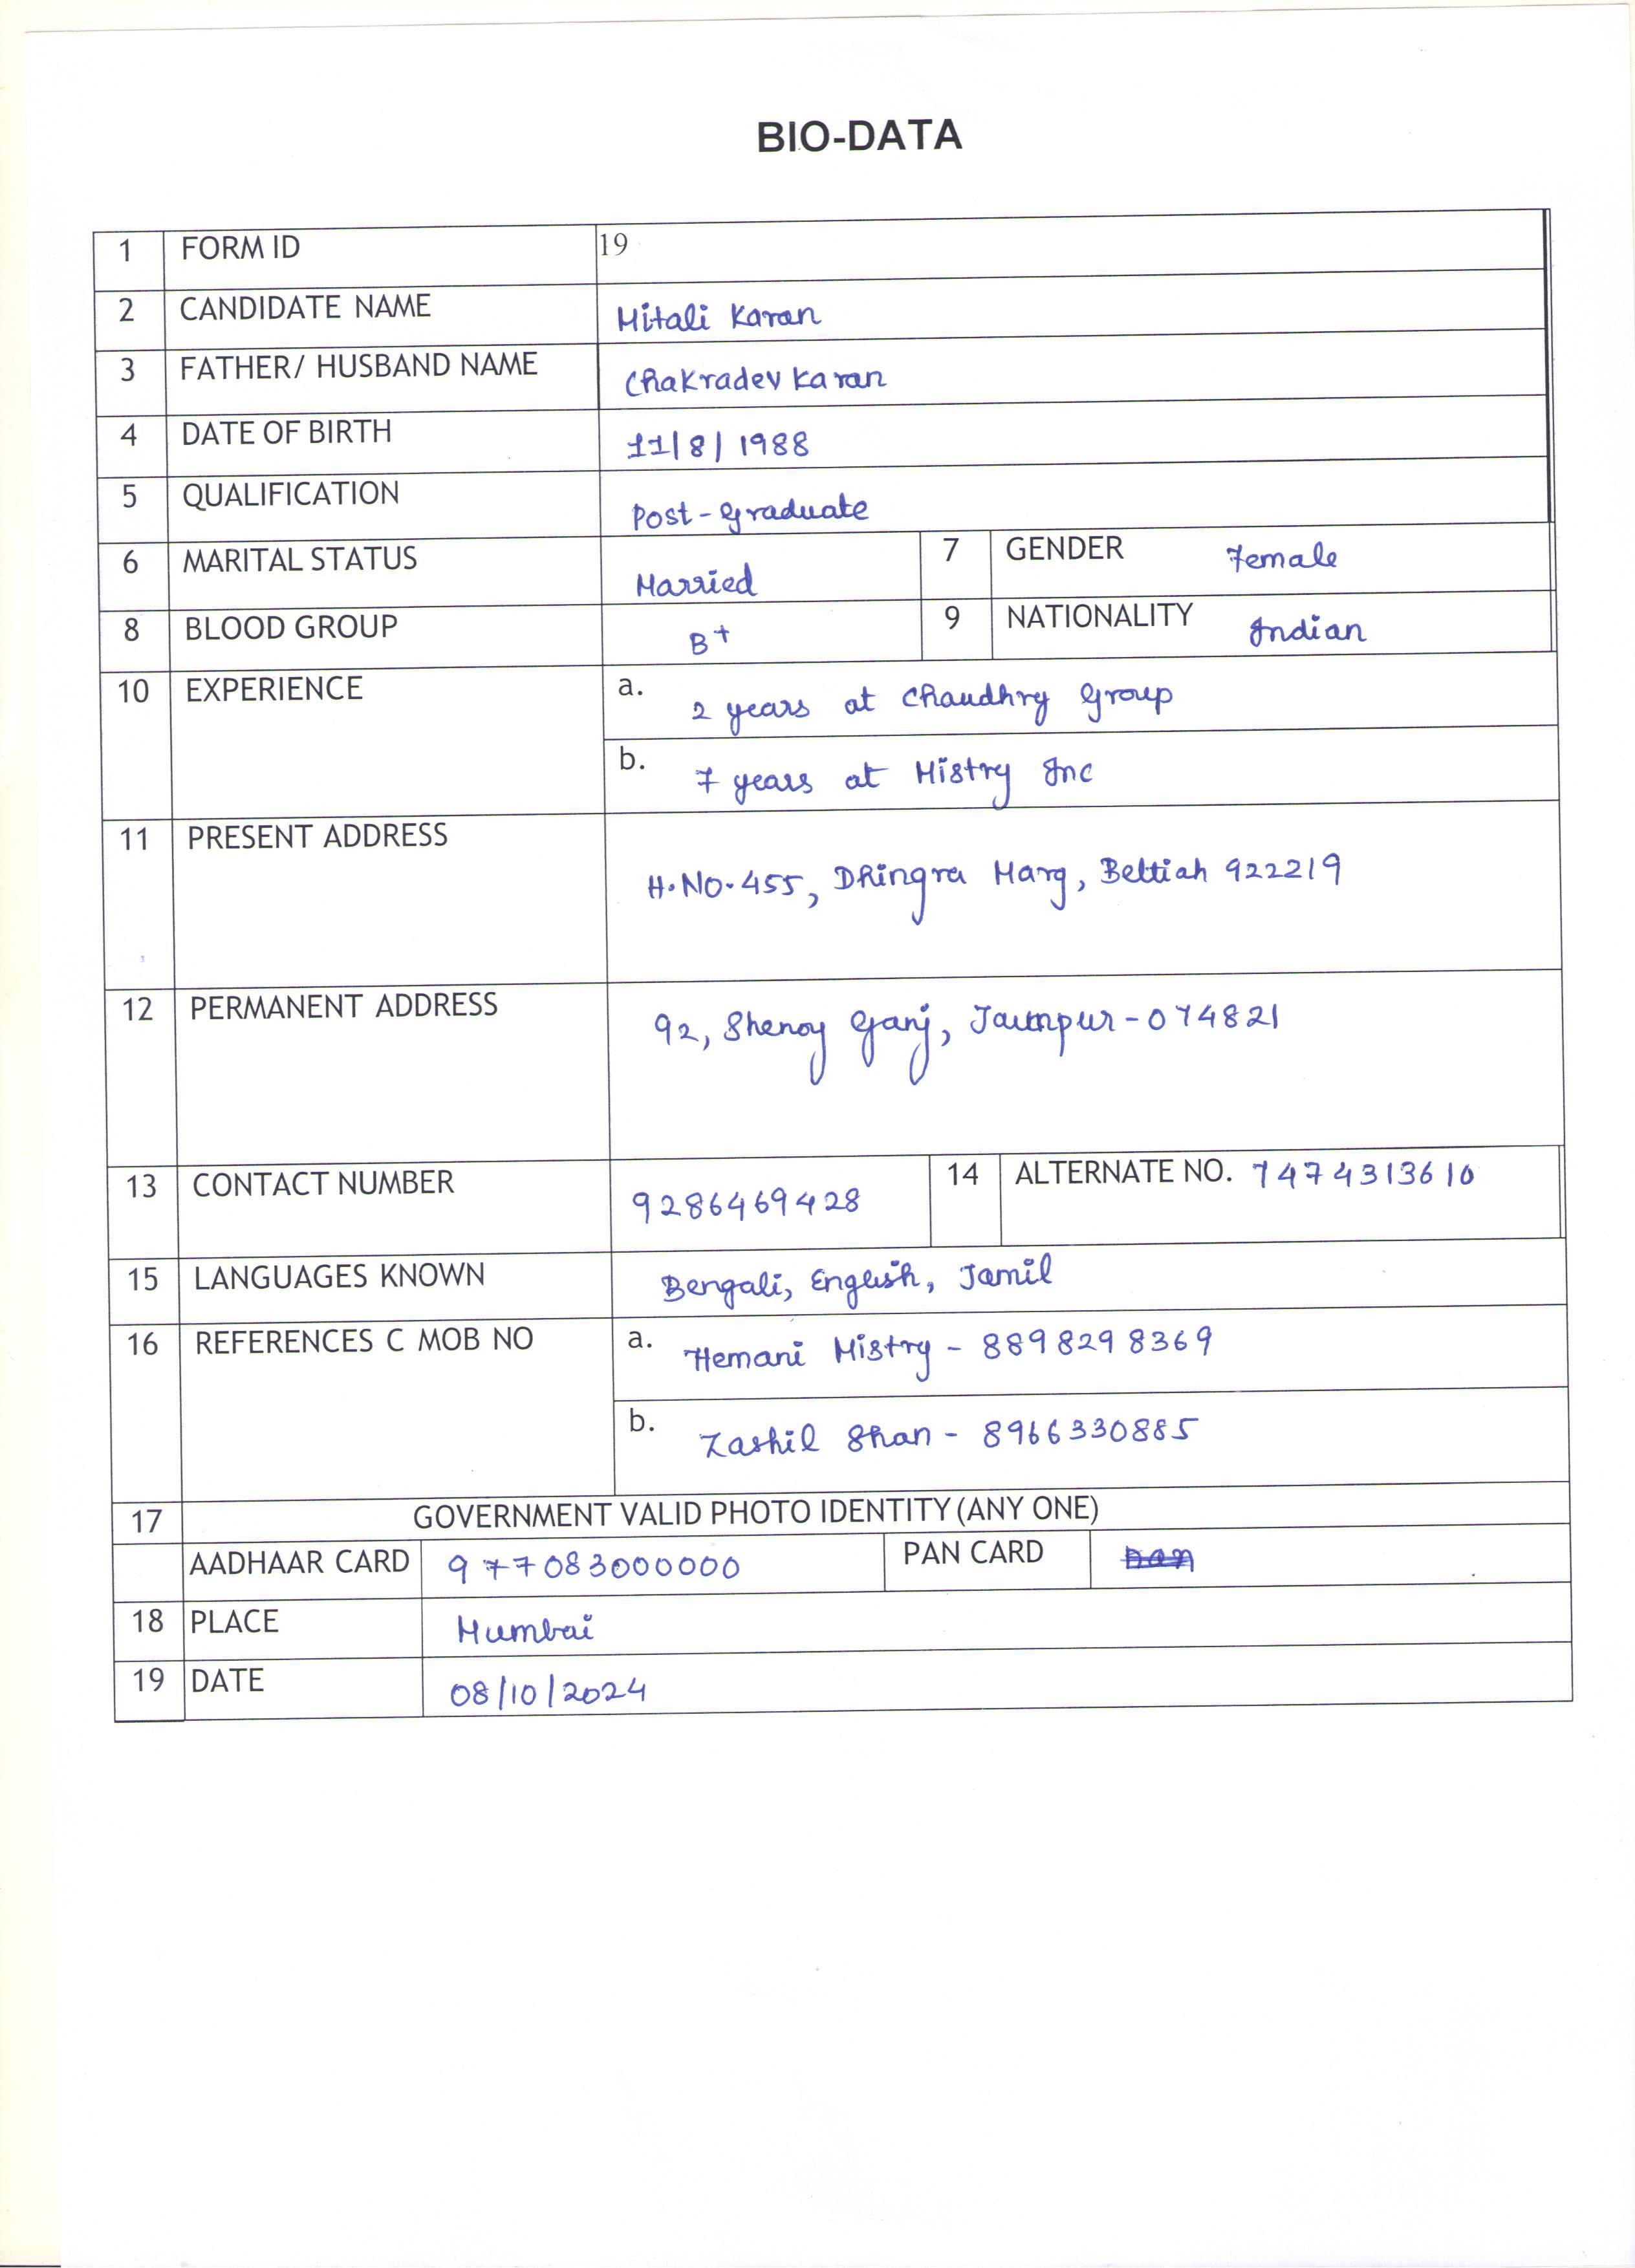 BIO-DATA
1 FORM ID 19
2 CANDIDATE NAME Mitali Karan
3 FATHER/ HUSBAND NAME Chakradev Karan
4 DATE OF BIRTH 11/8/1988
5 QUALIFICATION Post-Graduate
6 MARITAL STATUS Married 7 GENDER Female
8 BLOOD GROUP B+ 9 NATIONALITY Indian
10 EXPERIENCE a. 2 years at Chaudhry Group
b. 7 years at Mistry Inc
11 PRESENT ADDRESS H.NO.455, Dhingra Marg, Bettiah 922219
12 PERMANENT ADDRESS 92, Shenoy Ganj, Jaunpur-074821
13 CONTACT NUMBER 9286469428 14 ALTERNATE NO. 7474313610
15 LANGUAGES KNOWN Bengali, English, Tamil
16 REFERENCES C MOB NO a. Hemani Mistry - 8898298369
b. Zashil Shan - 8966330885
17 GOVERNMENT VALID PHOTO IDENTITY (ANY ONE)
AADHAAR CARD 977083000000 PAN CARD
18 PLACE Mumbai
19 DATE 08/10/2024